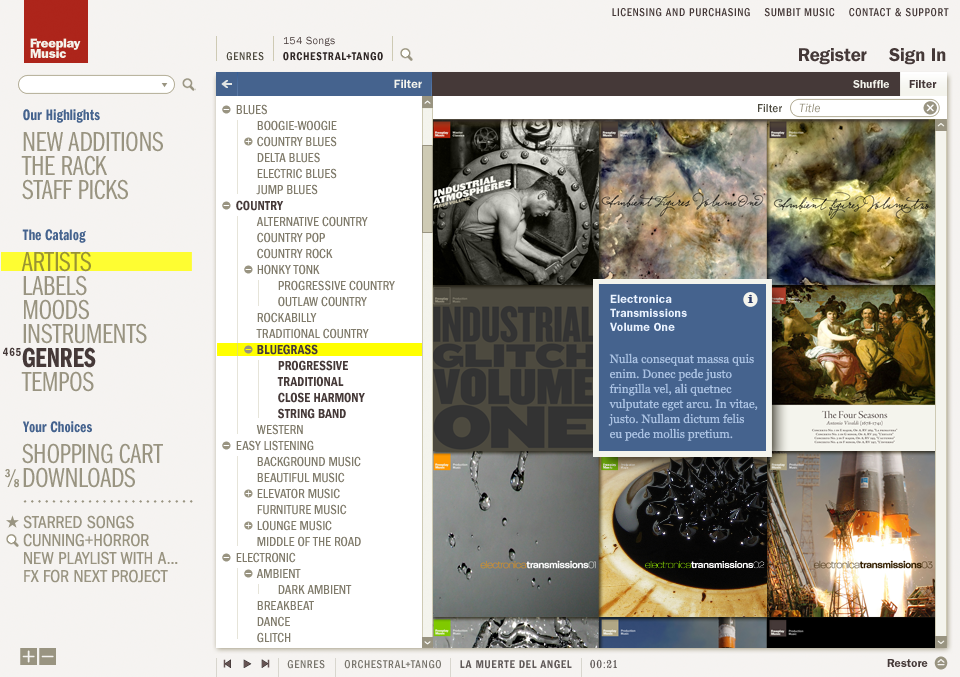 LICENSING AND PURCHASING SUMBIT MUSIC CONTACT & SUPPORT
Freeplay
Music
154 Songs
GENRES ORCHESTRAL+TANGO
Register Sign In
Filter
Shuffle Filter
Filter Title
Our Highlights
NEW ADDITIONS
THE RACK
STAFF PICKS
The Catalog
ARTISTS
LABELS
MOODS
INSTRUMENTS
465 GENRES
TEMPOS
Your Choices
SHOPPING CART
3/8 DOWNLOADS
STARRED SONGS
CUNNING+HORROR
NEW PLAYLIST WITH A...
FX FOR NEXT PROJECT
BLUES
BOOGIE-WOOGIE
COUNTRY BLUES
DELTA BLUES
ELECTRIC BLUES
JUMP BLUES
COUNTRY
ALTERNATIVE COUNTRY
COUNTRY POP
COUNTRY ROCK
HONKY TONK
PROGRESSIVE COUNTRY
OUTLAW COUNTRY
ROCKABILLY
TRADITIONAL COUNTRY
BLUEGRASS
PROGRESSIVE
TRADITIONAL
CLOSE HARMONY
STRING BAND
WESTERN
EASY LISTENING
BACKGROUND MUSIC
BEAUTIFUL MUSIC
ELEVATOR MUSIC
FURNITURE MUSIC
LOUNGE MUSIC
MIDDLE OF THE ROAD
ELECTRONIC
AMBIENT
DARK AMBIENT
BREAKBEAT
DANCE
GLITCH
INDUSTRIAL
ATMOSPHERES
Ambient Figures Volume One
Ambient Figures Volume Two
INDUSTRIAL
GLITCH
VOLUME
ONE
Electronica
Transmissions
Volume One
Nulla consequat massa quis
enim. Donec pede justo
fringilla vel, ali quetnec
vulputate eget arcu. In vitae,
justo. Nullam dictum felis
eu pede mollis pretium.
The Four Seasons
Antonio Vivaldi (1678-1741)
electronicatransmissions01
electronicatransmissions02
electronicatransmissions03
GENRES ORCHESTRAL+TANGO LA MUERTE DEL ANGEL 00:21
Restore